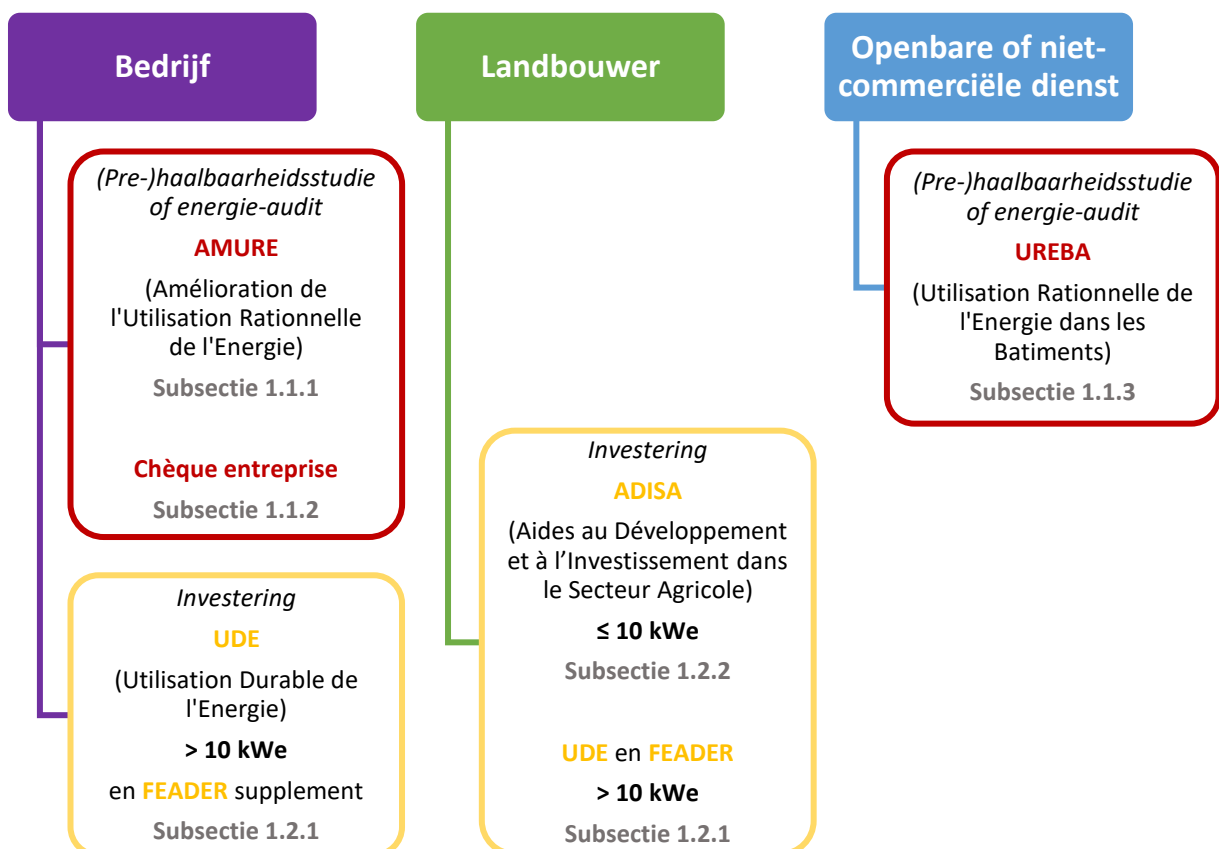 Bedrijf
(Pre-)haalbaarheidsstudie
of energie-audit
AMURE
(Amélioration de
l'Utilisation Rationnelle
de l'Energie)
Subsectie 1.1.1
Chèque entreprise
Subsectie 1.1.2
Investering
UDE
(Utilisation Durable de
l'Energie)
> 10 kWe
en FEADER supplement
Subsectie 1.2.1
Landbouwer
Investering
ADISA
(Aides au Développement
et à l’Investissement dans
le Secteur Agricole)
≤ 10 kWe
Subsectie 1.2.2
UDE en FEADER
> 10 kWe
Subsectie 1.2.1
Openbare of niet-
commerciële dienst
(Pre-)haalbaarheidsstudie
of energie-audit
UREBA
(Utilisation Rationnelle de
l'Energie dans les
Batiments)
Subsectie 1.1.3